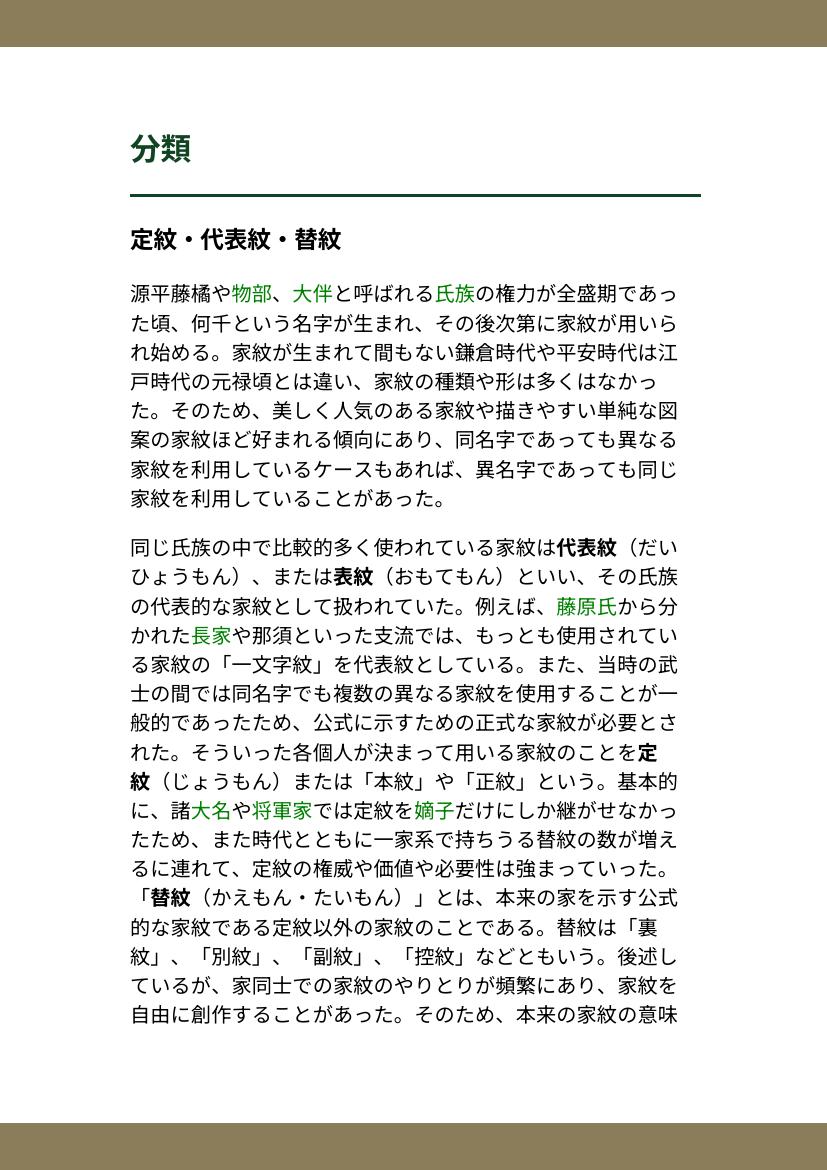 分類
定紋・代表紋・替紋
源平藤橘や物部、大伴と呼ばれる氏族の権力が全盛期であっ
た頃、何千という名字が生まれ、その後次第に家紋が用いら
れ始める。家紋が生まれて間もない鎌倉時代や平安時代は江
戸時代の元禄頃とは違い、家紋の種類や形は多くはなかっ
た。そのため、美しく人気のある家紋や描きやすい単純な図
案の家紋ほど好まれる傾向にあり、同名字であっても異なる
家紋を利用しているケースもあれば、異名字であっても同じ
家紋を利用していることがあった。
同じ氏族の中で比較的多く使われている家紋は代表紋（だい
ひょうもん）、または表紋（おもてもん）といい、その氏族
の代表的な家紋として扱われていた。例えば、藤原氏から分
かれた長家や那須といった支流では、もっとも使用されてい
る家紋の「一文字紋」を代表紋としている。また、当時の武
士の間では同名字でも複数の異なる家紋を使用することが一
般的であったため、公式に示すための正式な家紋が必要とさ
れた。そういった各個人が決まって用いる家紋のことを定
紋（じょうもん）または「本紋」や「正紋」という。基本的
に、諸大名や将軍家では定紋を嫡子だけにしか継がせなかっ
たため、また時代とともに一家系で持ちうる替紋の数が増え
るに連れて、定紋の権威や価値や必要性は強まっていった。
「替紋（かえもん・たいもん）」とは、本来の家を示す公式
的な家紋である定紋以外の家紋のことである。替紋は「裏
紋」、「別紋」、「副紋」、「控紋」などともいう。後述し
ているが、家同士での家紋のやりとりが頻繁にあり、家紋を
自由に創作することがあった。そのため、本来の家紋の意味